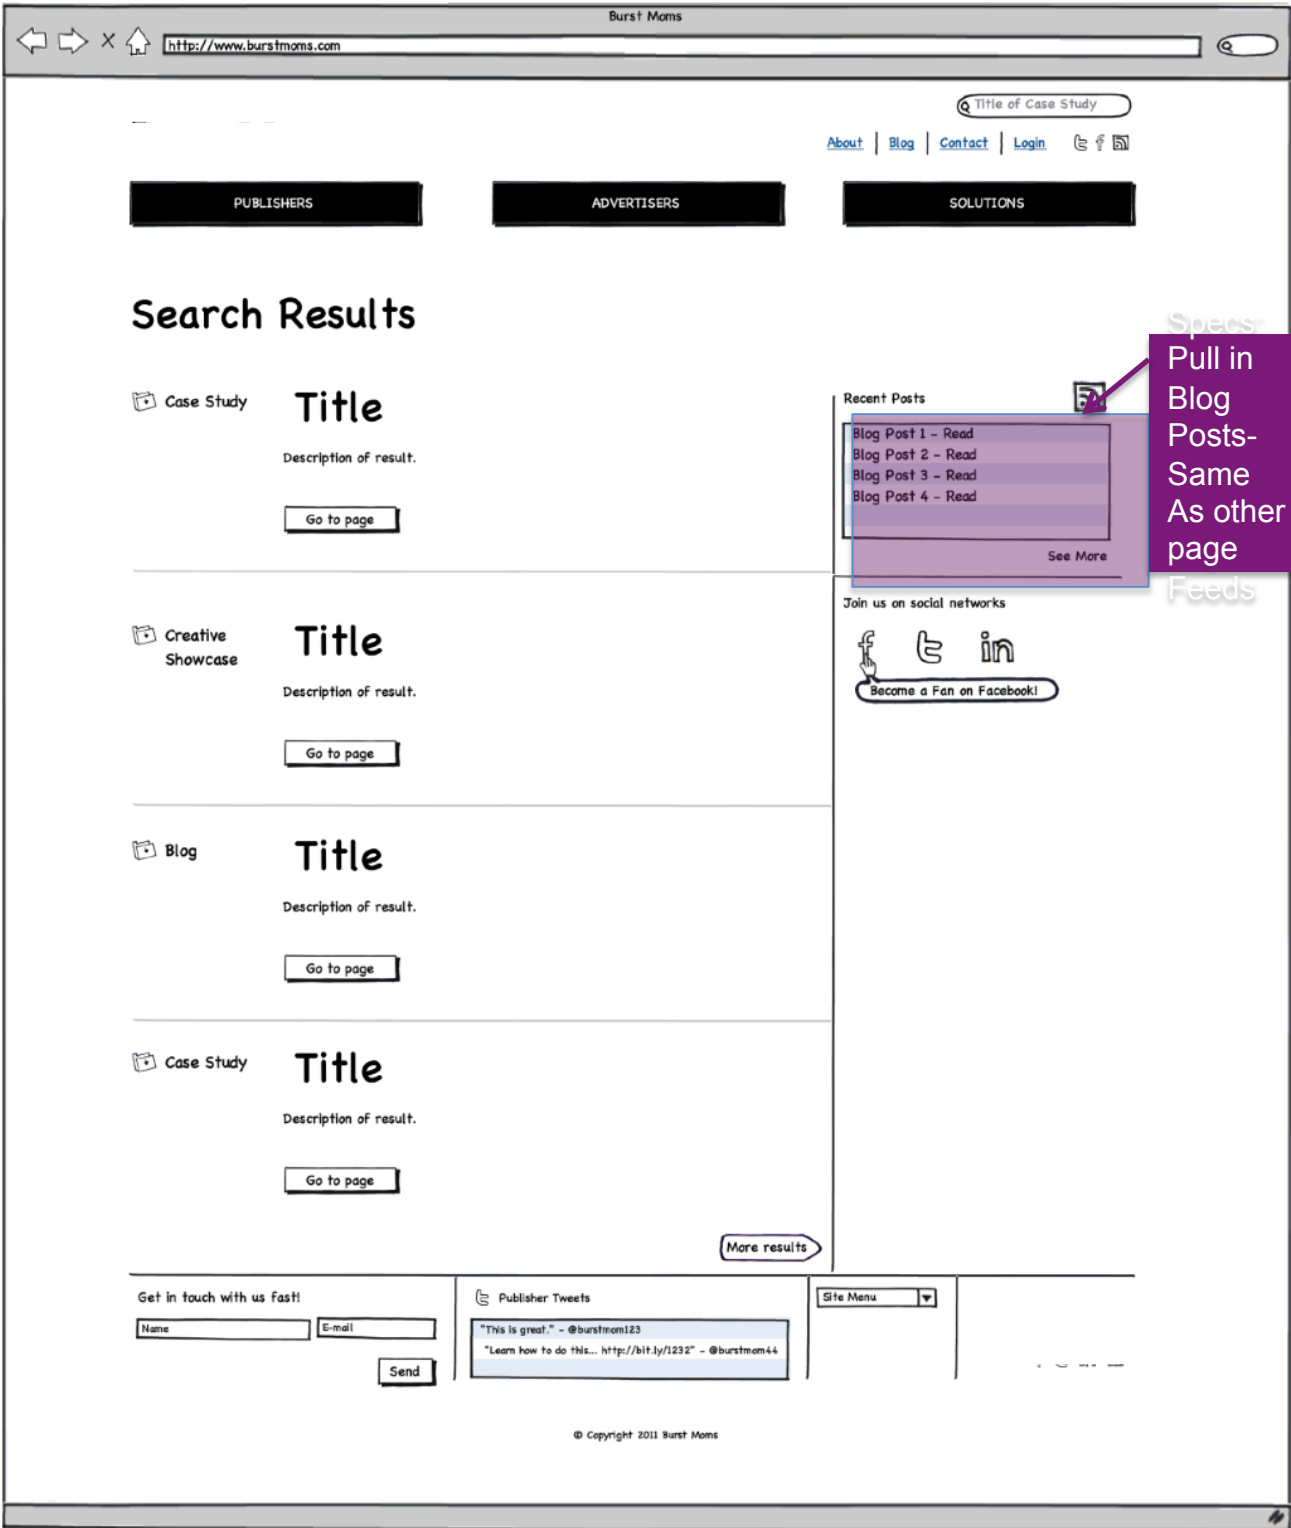 Burst Moms
http://www.burstmoms.com
Title of Case Study
About Blog Contact Login
PUBLISHERS ADVERTISERS SOLUTIONS
Search Results
Case Study
Title
Description of result.
Go to page
Recent Posts
Blog Post 1 - Read
Blog Post 2 - Read
Blog Post 3 - Read
Blog Post 4 - Read
See More
Specs:
Pull in
Blog
Posts-
Same
As other
page
Feeds
Join us on social networks
f t in
Become a Fan on Facebook!
Creative
Showcase
Title
Description of result.
Go to page
Blog
Title
Description of result.
Go to page
Case Study
Title
Description of result.
Go to page
More results
Get in touch with us fast!
Name
E-mail
Send
Publisher Tweets
"This is great." - @burstmom123
"Learn how to do this... http://bit.ly/1232" - @burstmom44
Site Menu
© Copyright 2011 Burst Moms